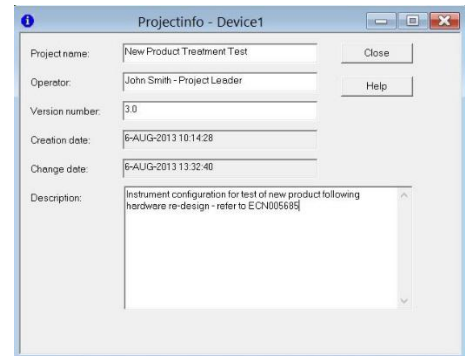 Projectinfo - Device1
Project name: New Product Treatment Test Close
Operator: John Smith - Project Leader Help
Version number: 3.0
Creation date: 6-AUG-2013 10:14:28
Change date: 6-AUG-2013 13:32:40
Description: Instrument configuration for test of new product following
hardware re-design - refer to ECN005685